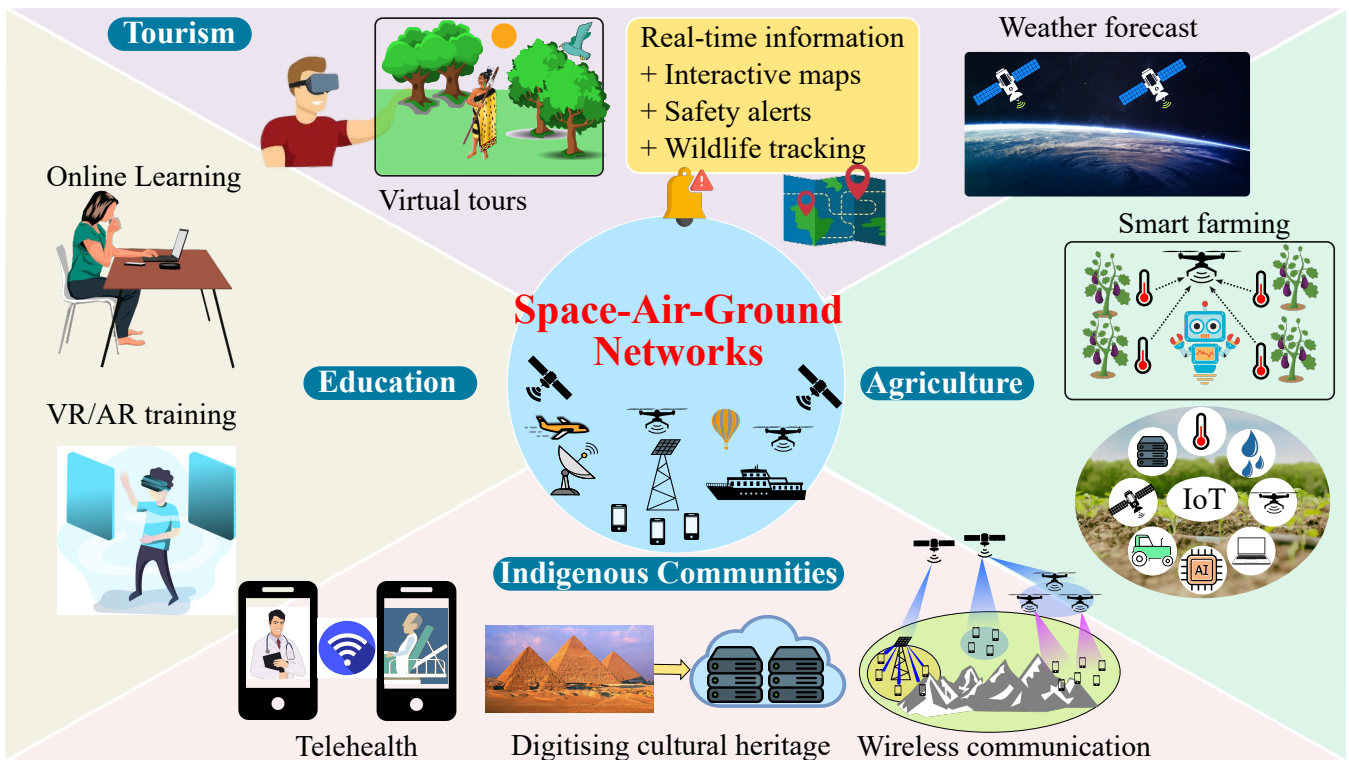 Tourism
Virtual tours
Real-time information
+ Interactive maps
+ Safety alerts
+ Wildlife tracking
Weather forecast
Online Learning
VR/AR training
Education
Space-Air-Ground
Networks
Agriculture
Smart farming
IoT
AI
Indigenous Communities
Telehealth
Digitising cultural heritage
Wireless communication